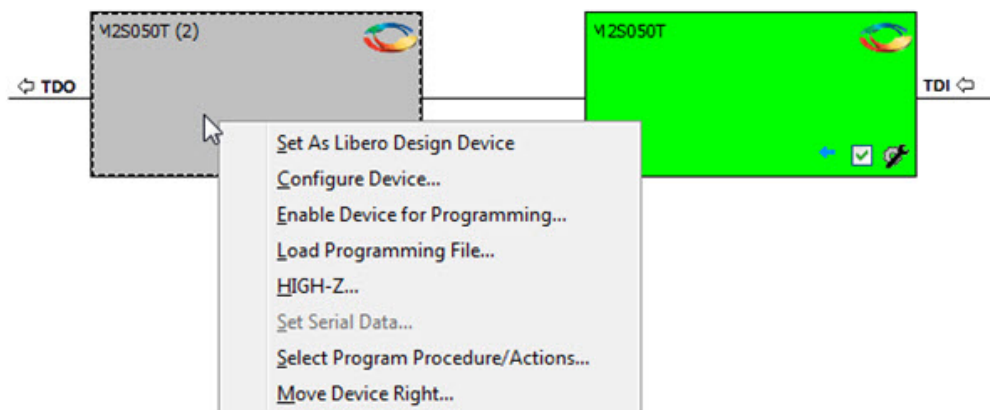 M2S050T (2)
M2S050T
TDO
TDI
Set As Libero Design Device
Configure Device...
Enable Device for Programming...
Load Programming File...
HIGH-Z...
Set Serial Data...
Select Program Procedure/Actions...
Move Device Right...